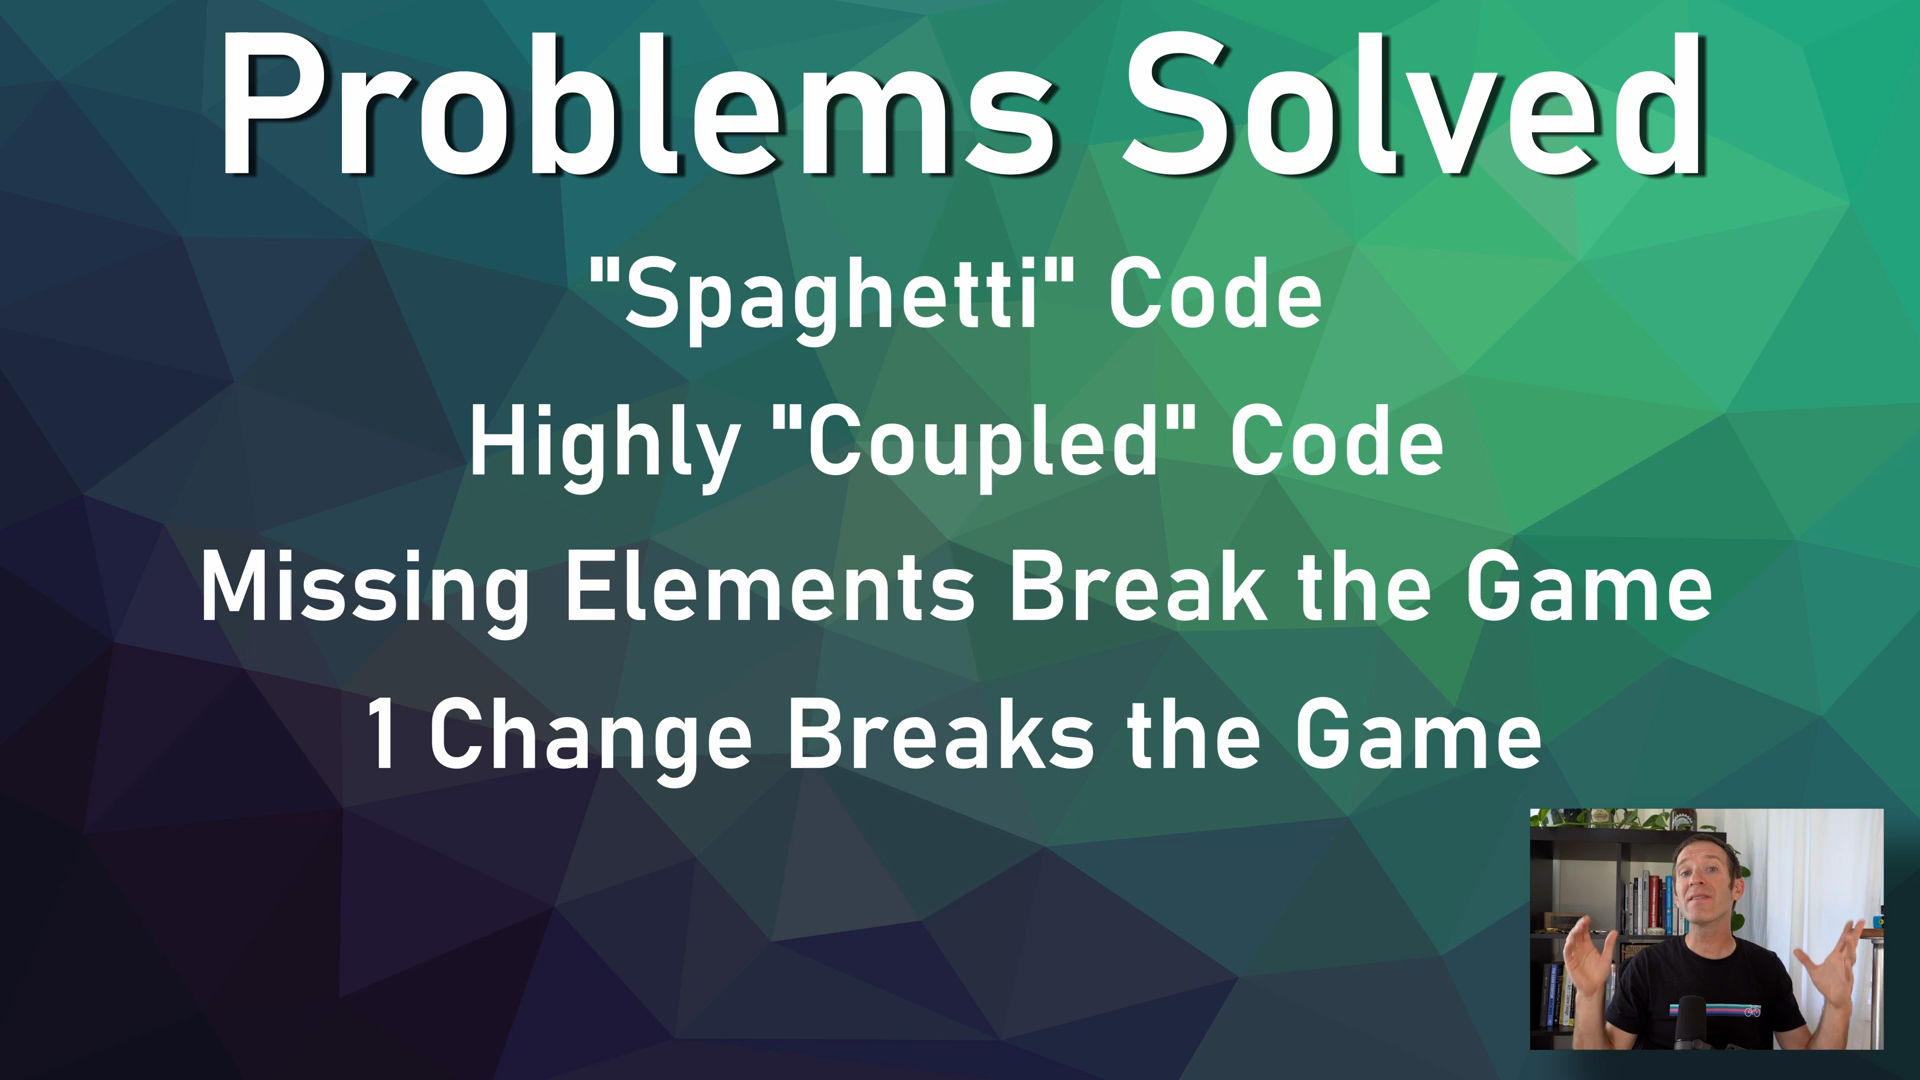 Problems Solved
"Spaghetti" Code
Highly "Coupled" Code
Missing Elements Break the Game
1 Change Breaks the Game